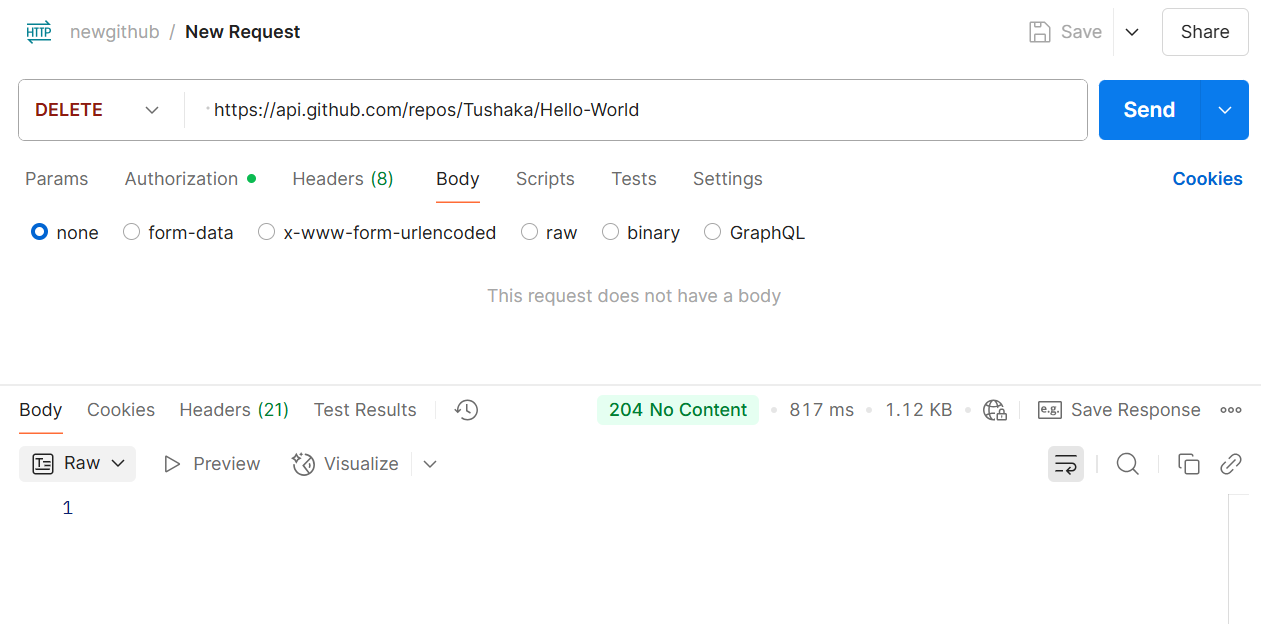 HTTP newgithub / New Request Save Share
DELETE https://api.github.com/repos/Tushaka/Hello-World Send
Params Authorization Headers (8) Body Scripts Tests Settings Cookies
none form-data x-www-form-urlencoded raw binary GraphQL
This request does not have a body
Body Cookies Headers (21) Test Results 204 No Content 817 ms 1.12 KB e.g. Save Response
Raw Preview Visualize
1